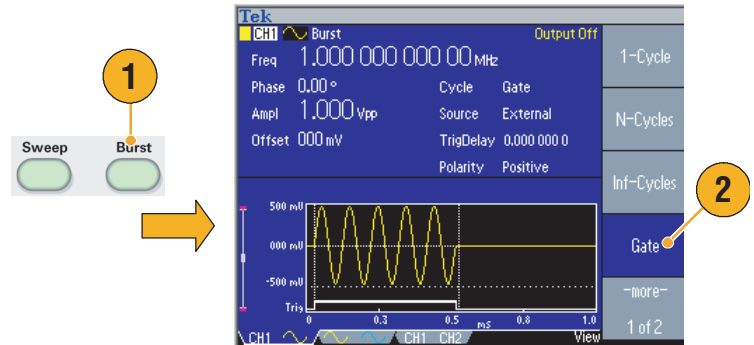 Tek
CH1 Burst Output Off
Freq 1.000 000 000 00 MHz
Phase 0.00 ° Cycle Gate
Ampl 1.000 Vpp Source External
Offset 000 mV TrigDelay 0.000 000 0
Polarity Positive
1-Cycle
N-Cycles
Inf-Cycles
Gate
-more-
1 of 2
1
2
Sweep Burst
500 mU
000 mU
-500 mU
Trig
0 0.3 0.5 ms 0.8 1.0
CH1 CH1 CH2 View